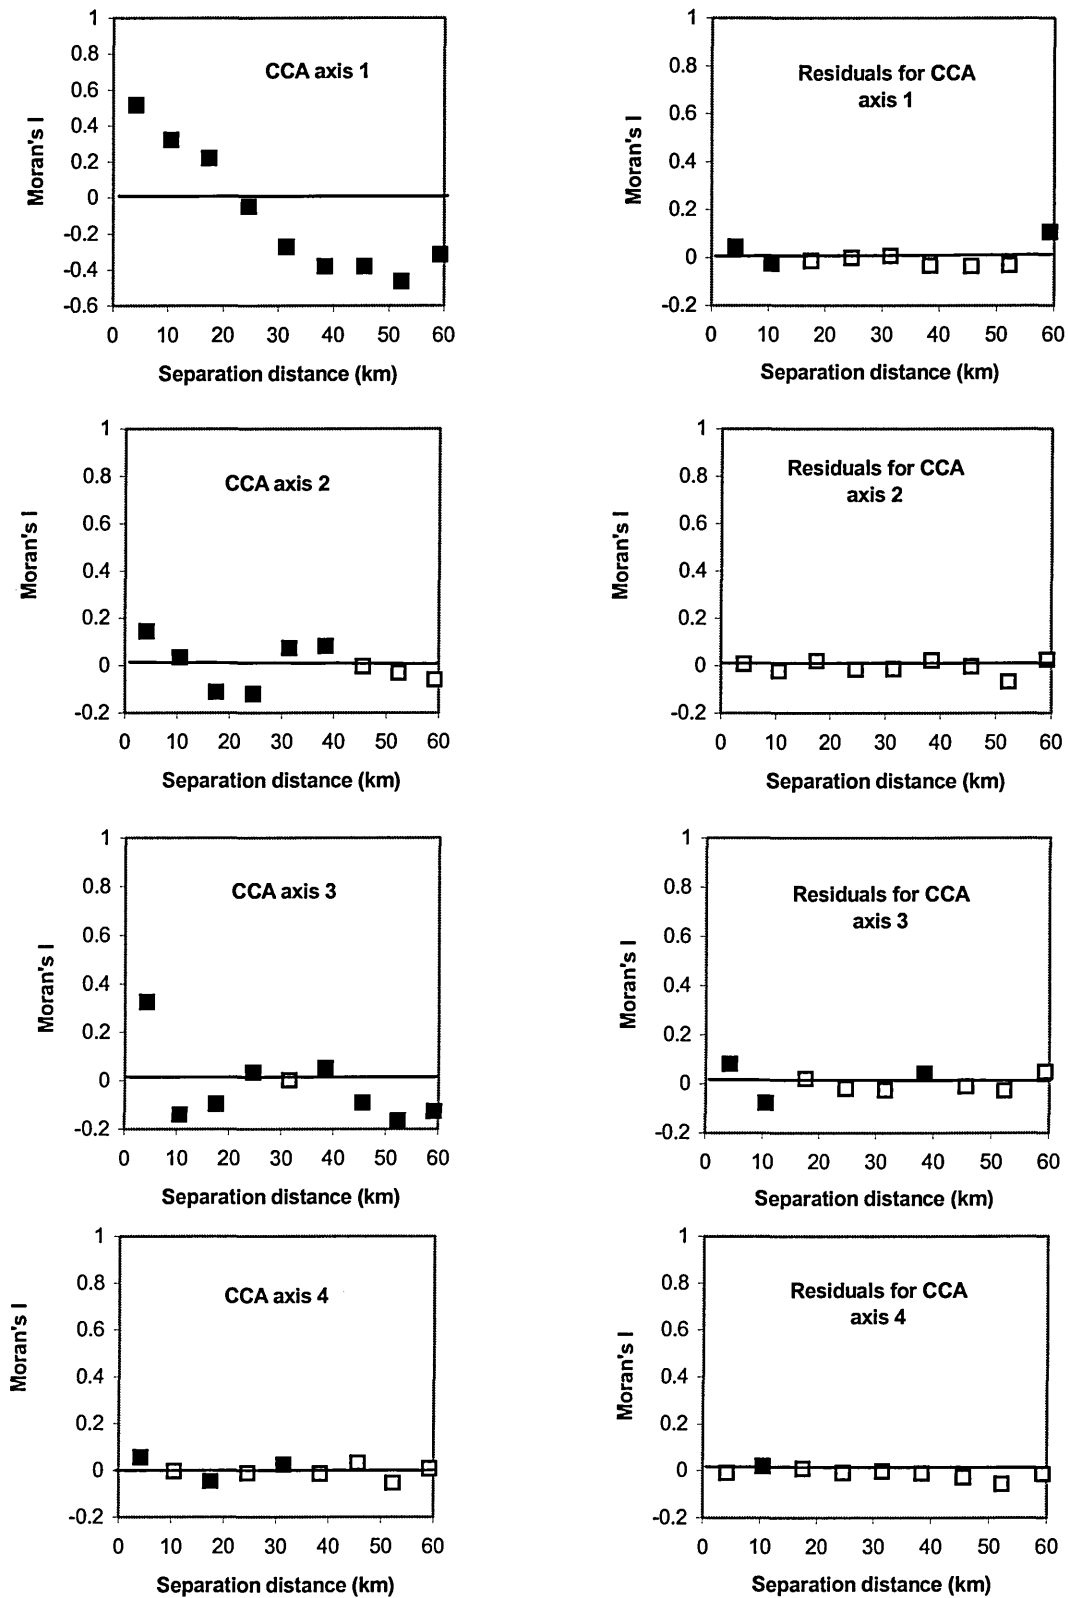 1
0.8
0.6
0.4
0.2
0
-0.2
-0.4
-0.6
Moran's I
CCA axis 1
0 10 20 30 40 50 60
Separation distance (km)
1
0.8
0.6
0.4
0.2
0
-0.2
Moran's I
Residuals for CCA
axis 1
0 10 20 30 40 50 60
Separation distance (km)
1
0.8
0.6
0.4
0.2
0
-0.2
Moran's I
CCA axis 2
0 10 20 30 40 50 60
Separation distance (km)
1
0.8
0.6
0.4
0.2
0
-0.2
Moran's I
Residuals for CCA
axis 2
0 10 20 30 40 50 60
Separation distance (km)
1
0.8
0.6
0.4
0.2
0
-0.2
Moran's I
CCA axis 3
0 10 20 30 40 50 60
Separation distance (km)
1
0.8
0.6
0.4
0.2
0
-0.2
Moran's I
Residuals for CCA
axis 3
0 10 20 30 40 50 60
Separation distance (km)
1
0.8
0.6
0.4
0.2
0
-0.2
Moran's I
CCA axis 4
0 10 20 30 40 50 60
Separation distance (km)
1
0.8
0.6
0.4
0.2
0
-0.2
Moran's I
Residuals for CCA
axis 4
0 10 20 30 40 50 60
Separation distance (km)